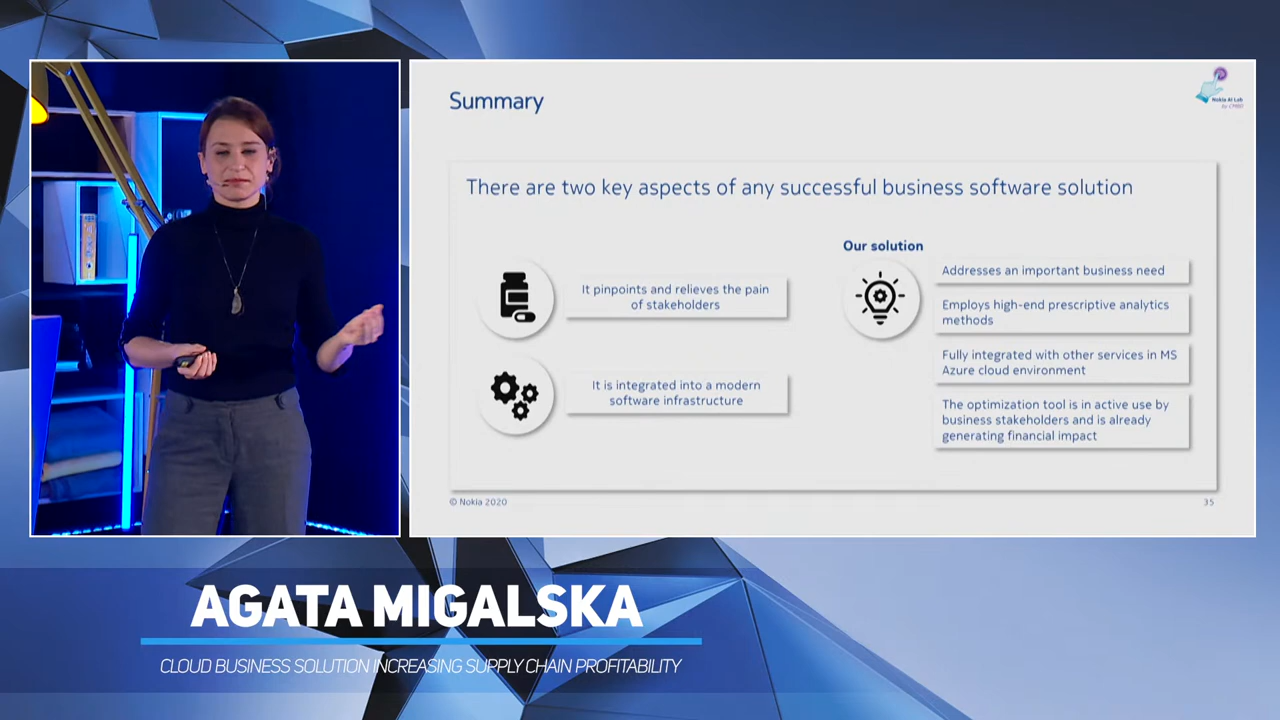 Summary
Nokia AI Lab
by CMBO
There are two key aspects of any successful business software solution
It pinpoints and relieves the pain
of stakeholders
It is integrated into a modern
software infrastructure
Our solution
Addresses an important business need
Employs high-end prescriptive analytics
methods
Fully integrated with other services in MS
Azure cloud environment
The optimization tool is in active use by
business stakeholders and is already
generating financial impact
© Nokia 2020
35
AGATA MIGALSKA
CLOUD BUSINESS SOLUTION INCREASING SUPPLY CHAIN PROFITABILITY